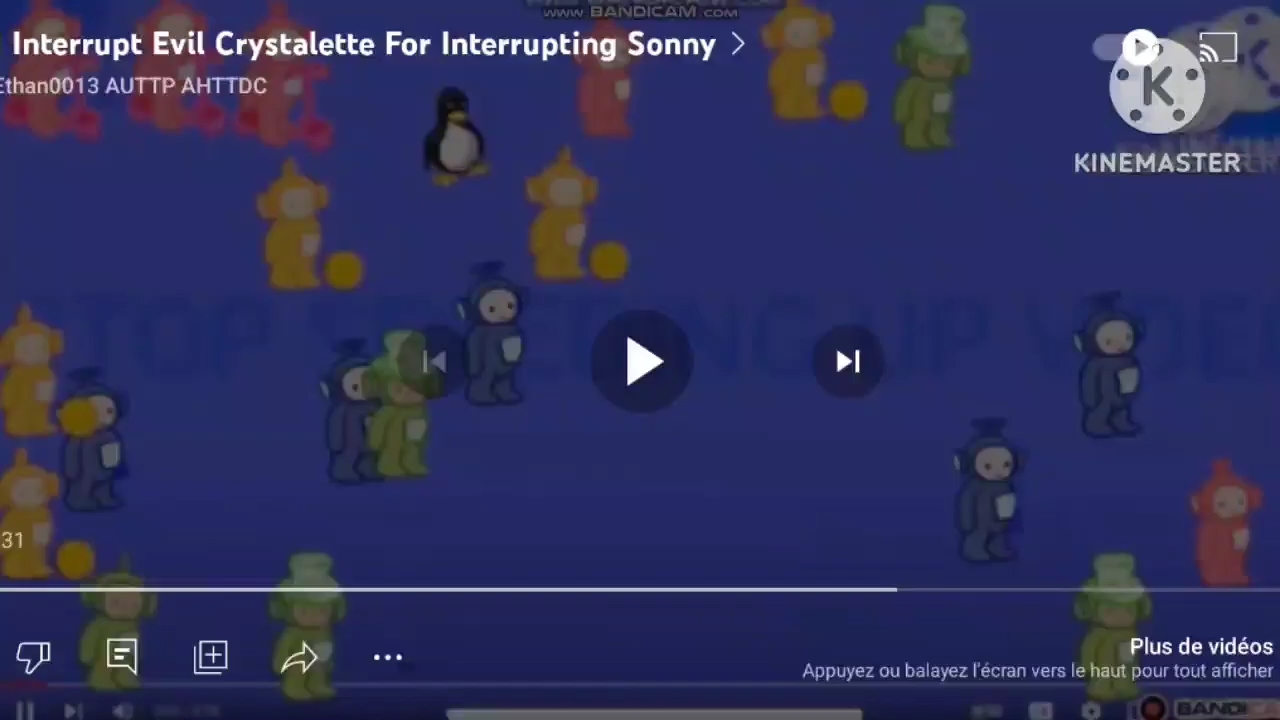 www BANDICAM COM
Interrupt Evil Crystalette For Interrupting Sonny
Ethan0013 AUTTP AHTTDC
K
KINEMASTER
31
Plus de vidéos
Appuyez ou balayez l'écran vers le haut pour tout afficher
BANDICA